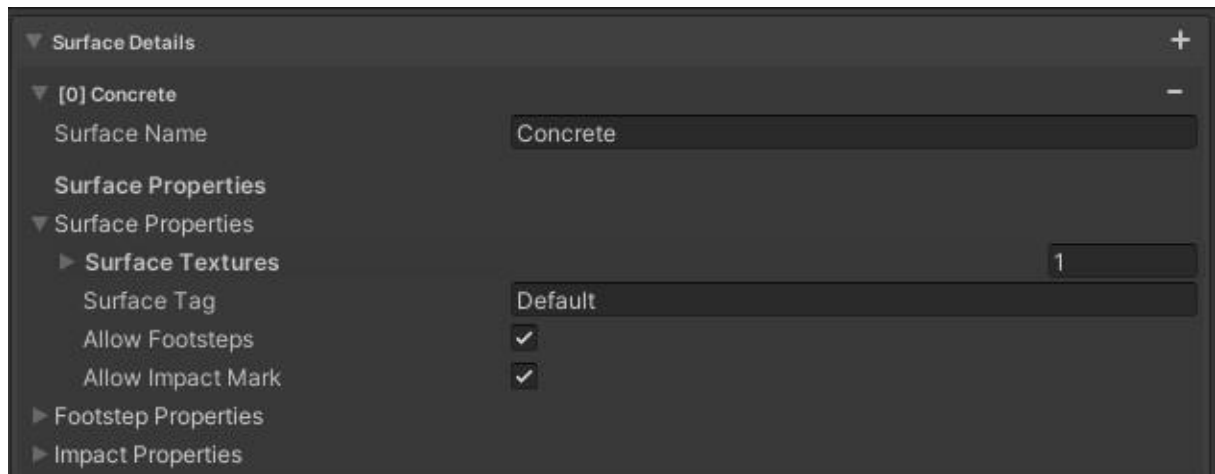 Surface Details
[0] Concrete
Surface Name Concrete
Surface Properties
Surface Properties
Surface Textures 1
Surface Tag Default
Allow Footsteps
Allow Impact Mark
Footstep Properties
Impact Properties